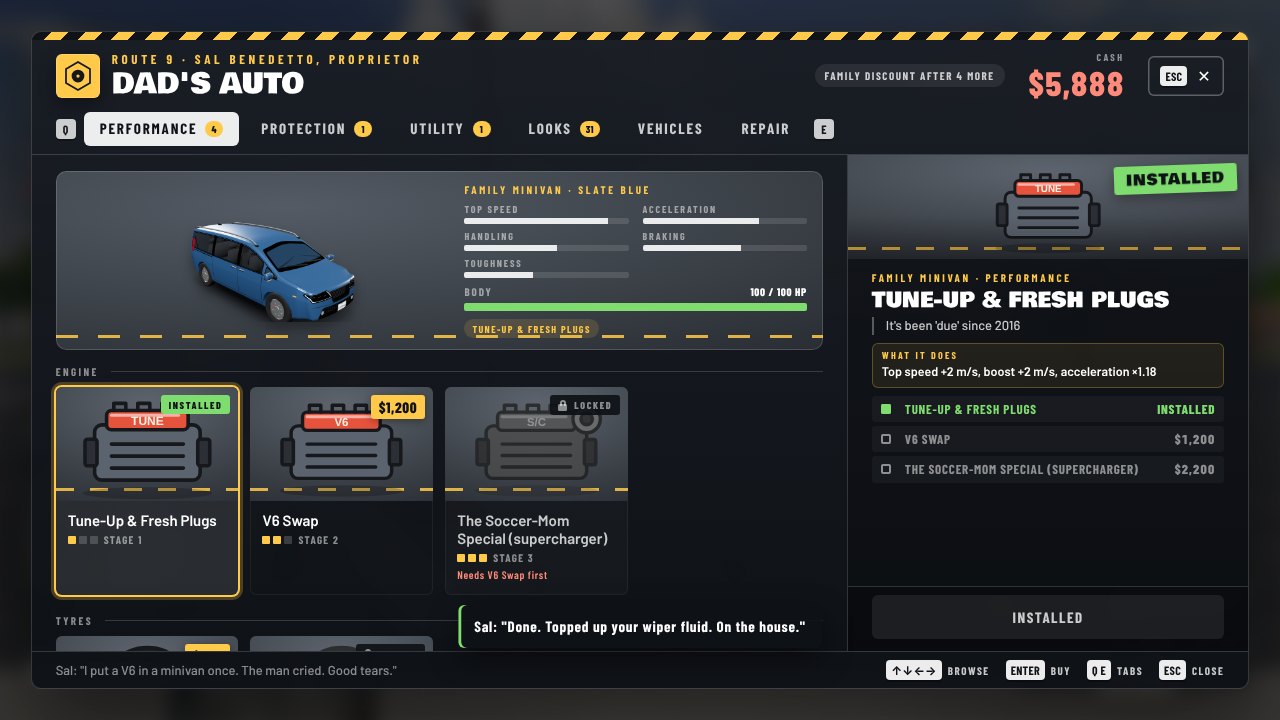 ROUTE 9 · SAL BENEDETTO, PROPRIETOR
DAD'S AUTO
FAMILY DISCOUNT AFTER 4 MORE
CASH
$5,888
ESC ✕
Q PERFORMANCE 4 PROTECTION 1 UTILITY 1 LOOKS 31 VEHICLES REPAIR E
FAMILY MINIVAN · SLATE BLUE
TOP SPEED
ACCELERATION
HANDLING
BRAKING
TOUGHNESS
BODY 100 / 100 HP
TUNE-UP & FRESH PLUGS
ENGINE
INSTALLED
TUNE
Tune-Up & Fresh Plugs
STAGE 1
$1,200
V6
V6 Swap
STAGE 2
LOCKED
S/C
The Soccer-Mom
Special (supercharger)
STAGE 3
Needs V6 Swap first
TYRES
Sal: "Done. Topped up your wiper fluid. On the house."
TUNE
INSTALLED
FAMILY MINIVAN · PERFORMANCE
TUNE-UP & FRESH PLUGS
It's been 'due' since 2016
WHAT IT DOES
Top speed +2 m/s, boost +2 m/s, acceleration ×1.18
TUNE-UP & FRESH PLUGS INSTALLED
V6 SWAP $1,200
THE SOCCER-MOM SPECIAL (SUPERCHARGER) $2,200
INSTALLED
Sal: "I put a V6 in a minivan once. The man cried. Good tears."
↑↓←→ BROWSE ENTER BUY Q E TABS ESC CLOSE